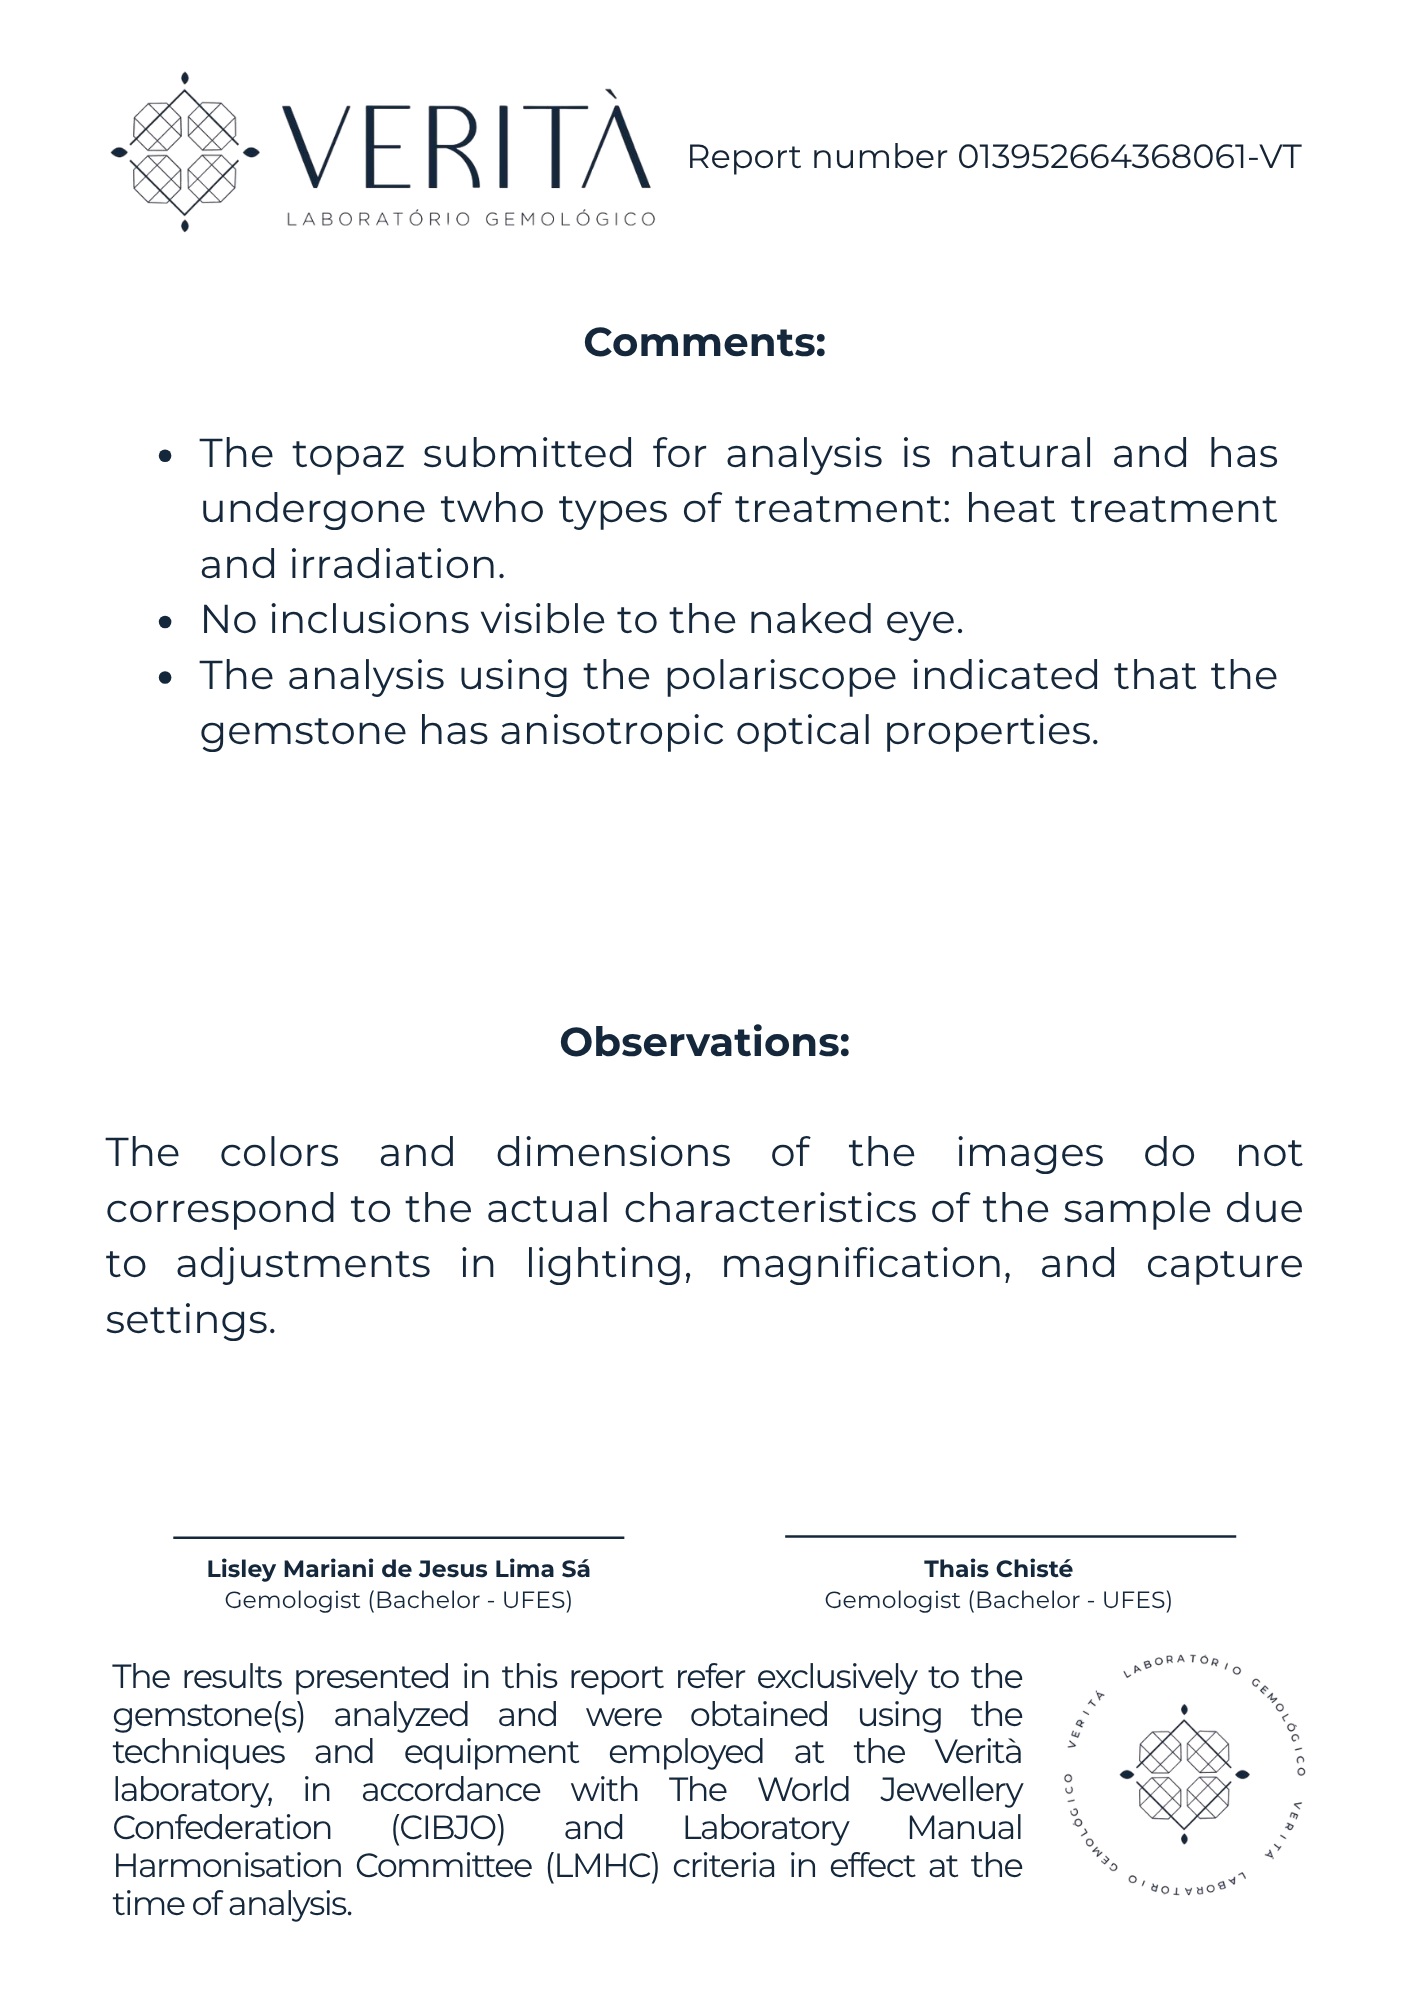 VERITÀ
LABORATÓRIO GEMOLÓGICO
Report number 013952664368061-VT
Comments:
• The topaz submitted for analysis is natural and has
undergone twho types of treatment: heat treatment
and irradiation.
• No inclusions visible to the naked eye.
• The analysis using the polariscope indicated that the
gemstone has anisotropic optical properties.
Observations:
The colors and dimensions of the images do not
correspond to the actual characteristics of the sample due
to adjustments in lighting, magnification, and capture
settings.
Lisley Mariani de Jesus Lima Sá
Gemologist (Bachelor - UFES)
Thais Chisté
Gemologist (Bachelor - UFES)
The results presented in this report refer exclusively to the
gemstone(s) analyzed and were obtained using the
techniques and equipment employed at the Verità
laboratory, in accordance with The World Jewellery
Confederation (CIBJO) and Laboratory Manual
Harmonisation Committee (LMHC) criteria in effect at the
time of analysis.
VERITÁ LABORATÓRIO GEMOLÓGICO VERITÁ LABORATÓRIO GEMOLÓGICO